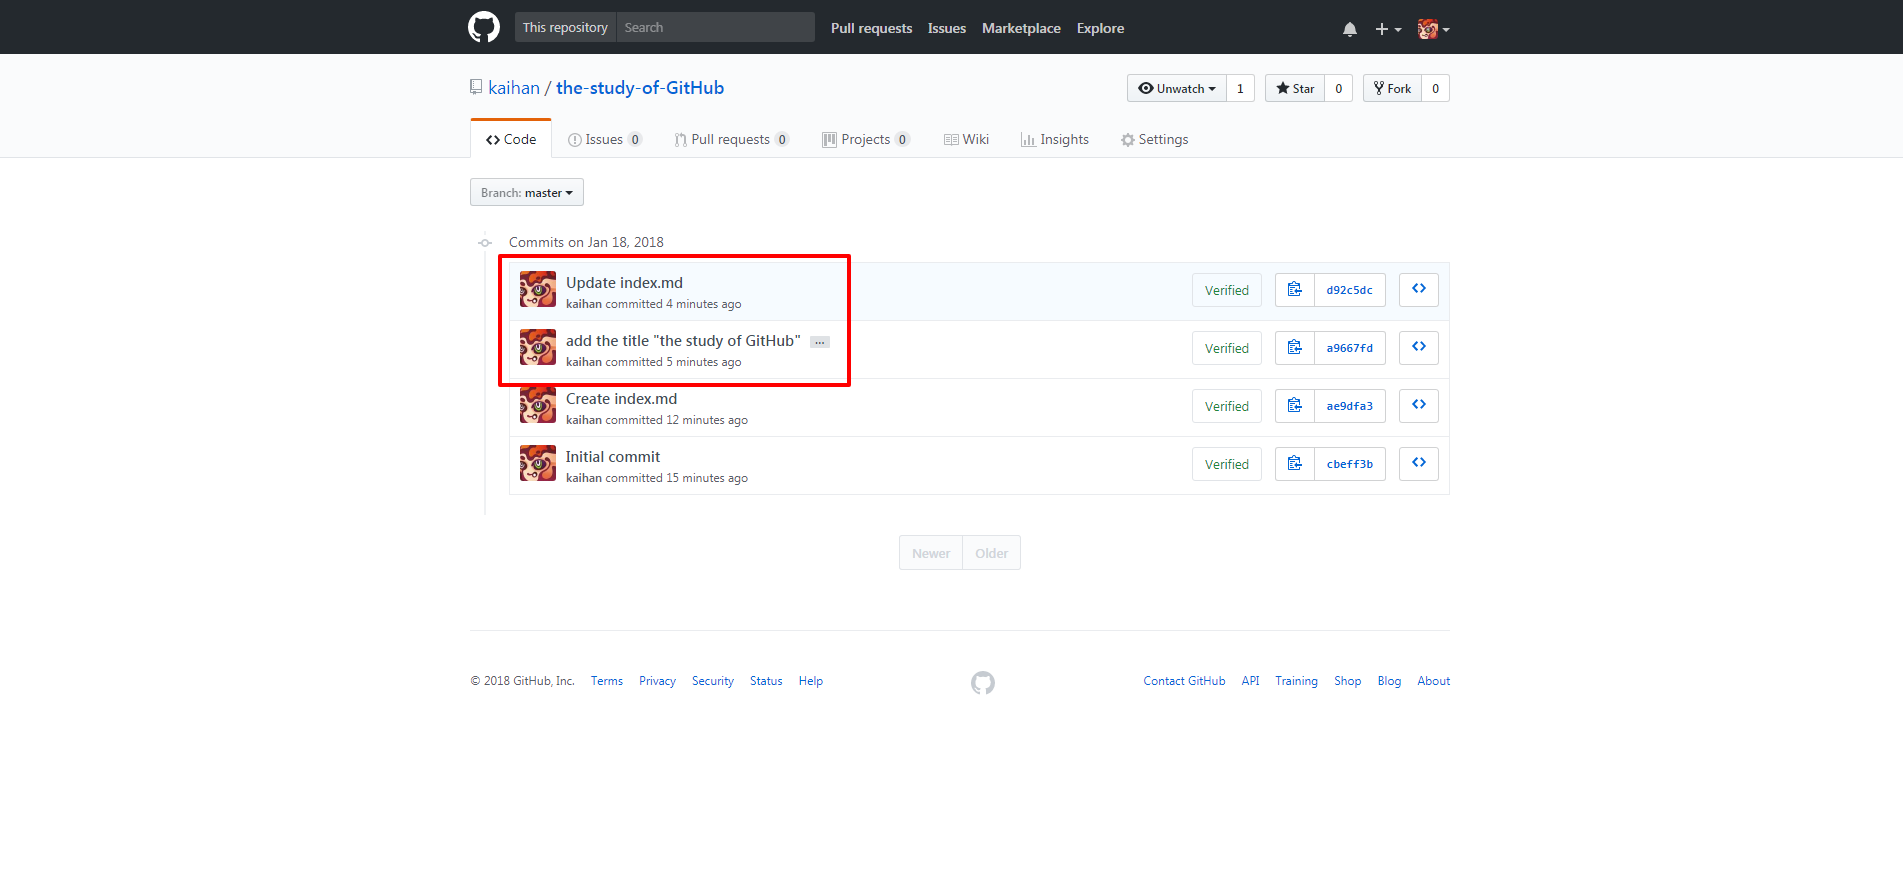 This repository Search Pull requests Issues Marketplace Explore
kaihan / the-study-of-GitHub Unwatch 1 Star 0 Fork 0
Code Issues 0 Pull requests 0 Projects 0 Wiki Insights Settings
Branch: master
Commits on Jan 18, 2018
Update index.md
kaihan committed 4 minutes ago
Verified d92c5dc
add the title "the study of GitHub" ...
kaihan committed 5 minutes ago
Verified a9667fd
Create index.md
kaihan committed 12 minutes ago
Verified ae9dfa3
Initial commit
kaihan committed 15 minutes ago
Verified cbeff3b
Newer Older
© 2018 GitHub, Inc. Terms Privacy Security Status Help Contact GitHub API Training Shop Blog About